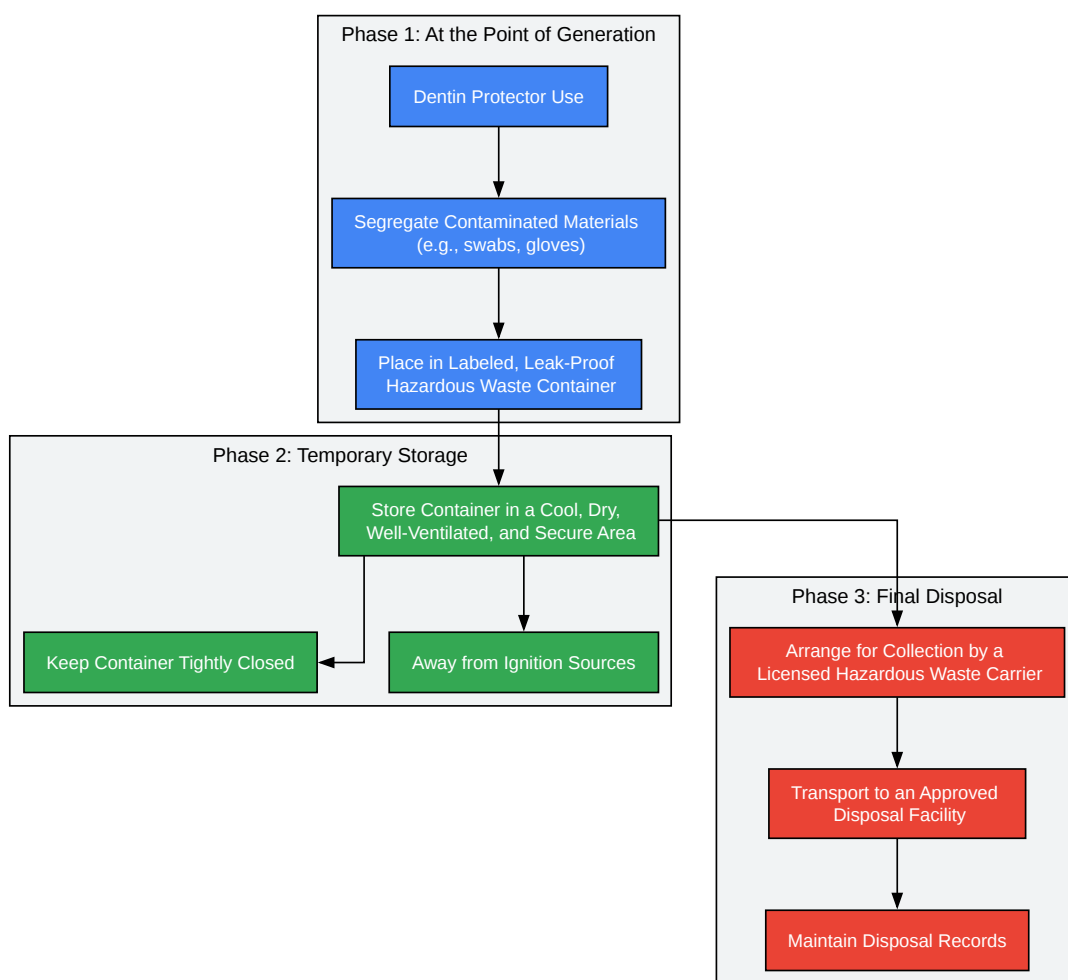 Phase 1: At the Point of Generation
Dentin Protector Use
Segregate Contaminated Materials
(e.g., swabs, gloves)
Place in Labeled, Leak-Proof
Hazardous Waste Container
Phase 2: Temporary Storage
Store Container in a Cool, Dry,
Well-Ventilated, and Secure Area
Keep Container Tightly Closed
Away from Ignition Sources
Phase 3: Final Disposal
Arrange for Collection by a
Licensed Hazardous Waste Carrier
Transport to an Approved
Disposal Facility
Maintain Disposal Records